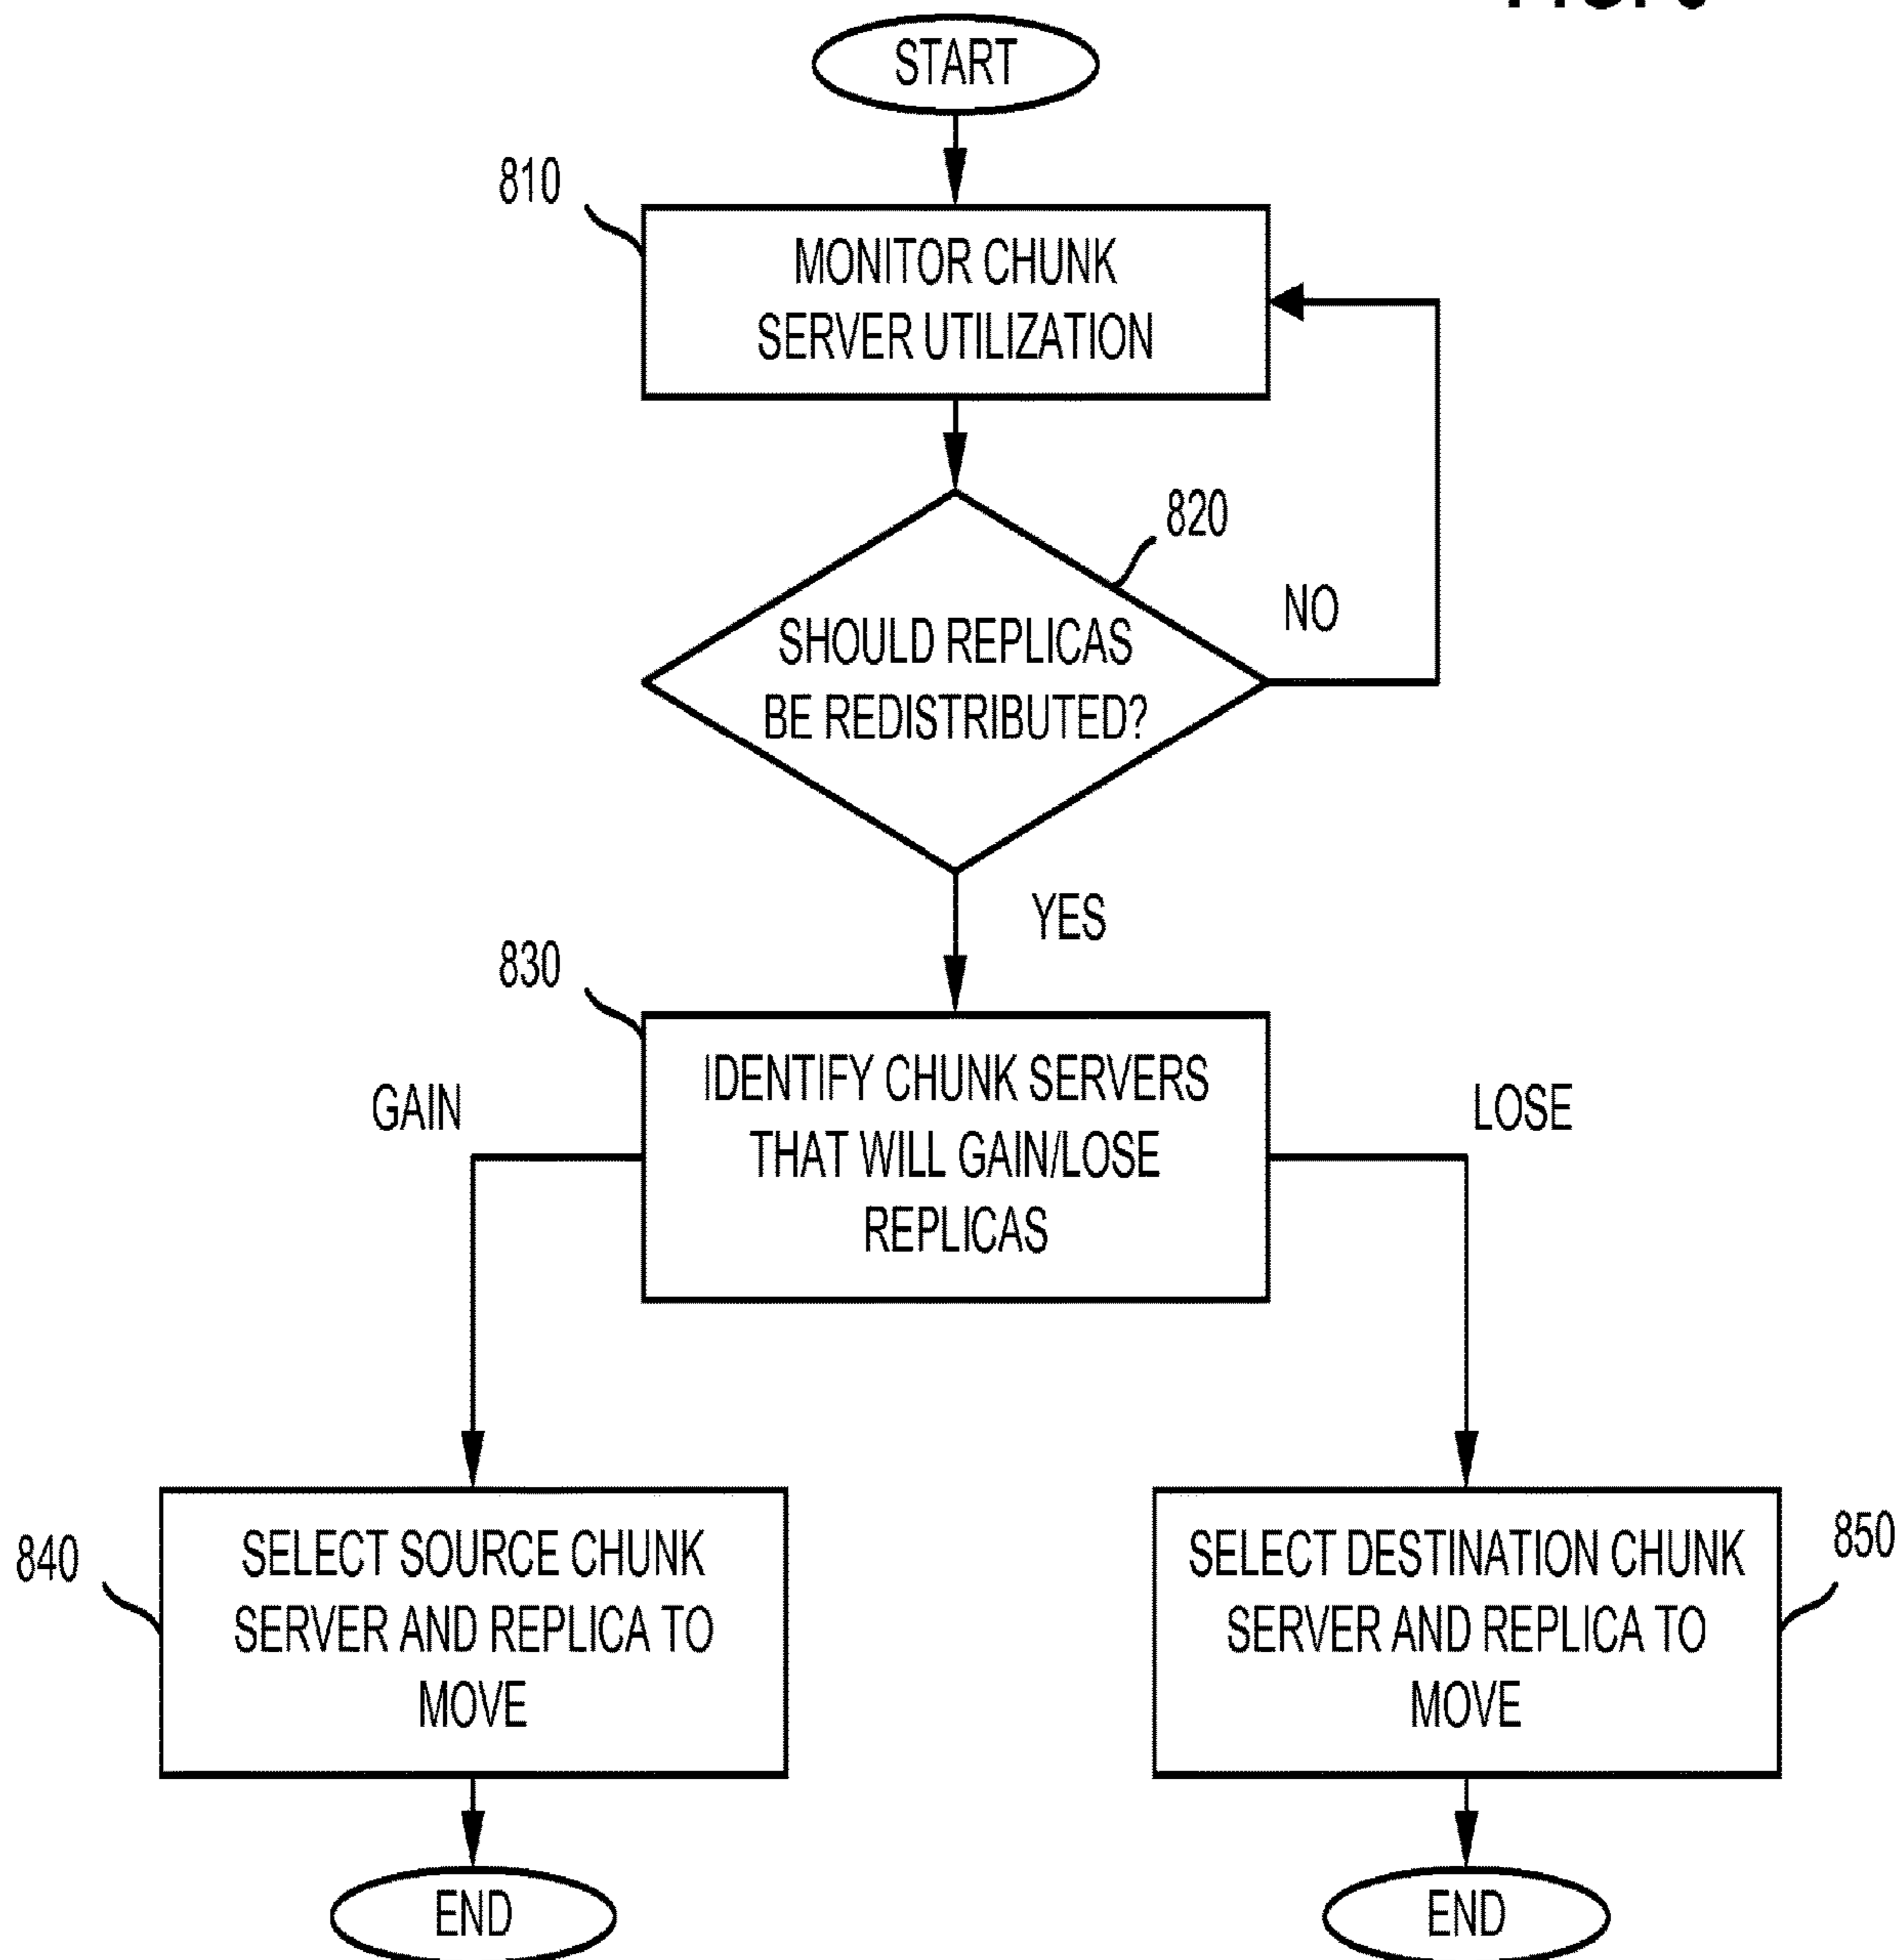 START
810
MONITOR CHUNK
SERVER UTILIZATION
820
NO
SHOULD REPLICAS
BE REDISTRIBUTED?
YES
830
IDENTIFY CHUNK SERVERS
THAT WILL GAIN/LOSE
REPLICAS
GAIN
LOSE
840
SELECT SOURCE CHUNK
SERVER AND REPLICA TO
MOVE
850
SELECT DESTINATION CHUNK
SERVER AND REPLICA TO
MOVE
END
END